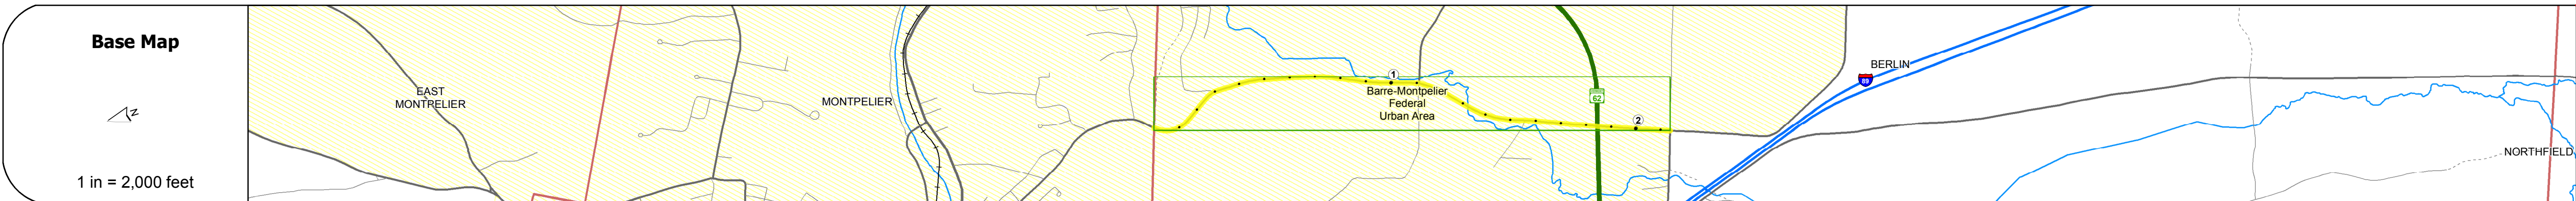 Base Map
N
1 in = 2,000 feet
EAST
MONTPELIER
MONTPELIER
1
Barre-Montpelier
Federal
Urban Area
62
2
BERLIN
89
NORTHFIELD